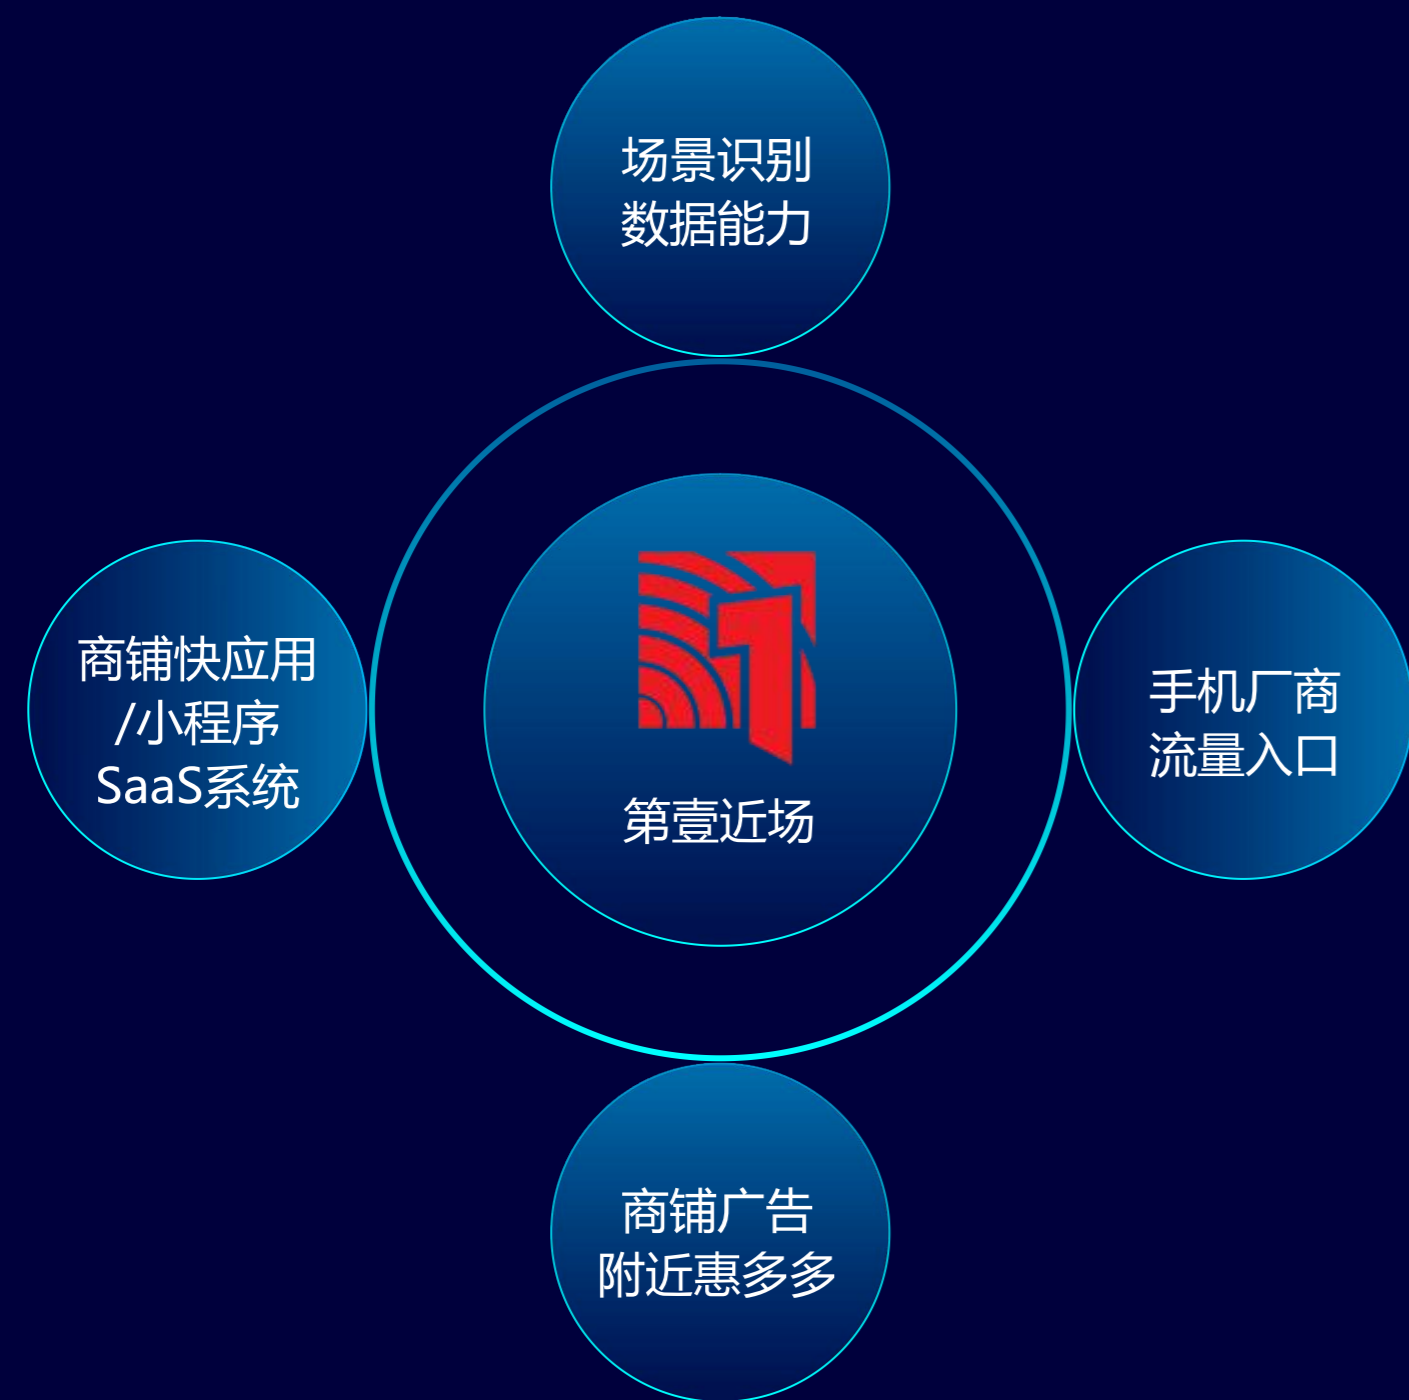 场景识别
数据能力
商铺快应用
/小程序
SaaS系统
第壹近场
手机厂商
流量入口
商铺广告
附近惠多多